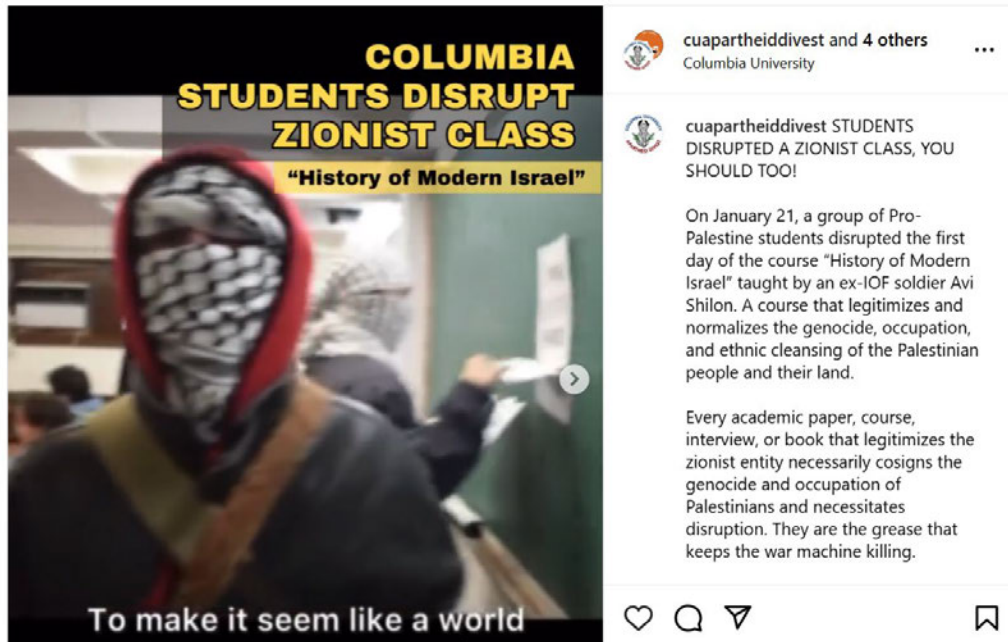 COLUMBIA
STUDENTS DISRUPT
ZIONIST CLASS
“History of Modern Israel”
To make it seem like a world
cuapartheiddivest and 4 others
Columbia University
cuapartheiddivest STUDENTS
DISRUPTED A ZIONIST CLASS, YOU
SHOULD TOO!
On January 21, a group of Pro-
Palestine students disrupted the first
day of the course “History of Modern
Israel” taught by an ex-IOF soldier Avi
Shilon. A course that legitimizes and
normalizes the genocide, occupation,
and ethnic cleansing of the Palestinian
people and their land.
Every academic paper, course,
interview, or book that legitimizes the
zionist entity necessarily cosigns the
genocide and occupation of
Palestinians and necessitates
disruption. They are the grease that
keeps the war machine killing.